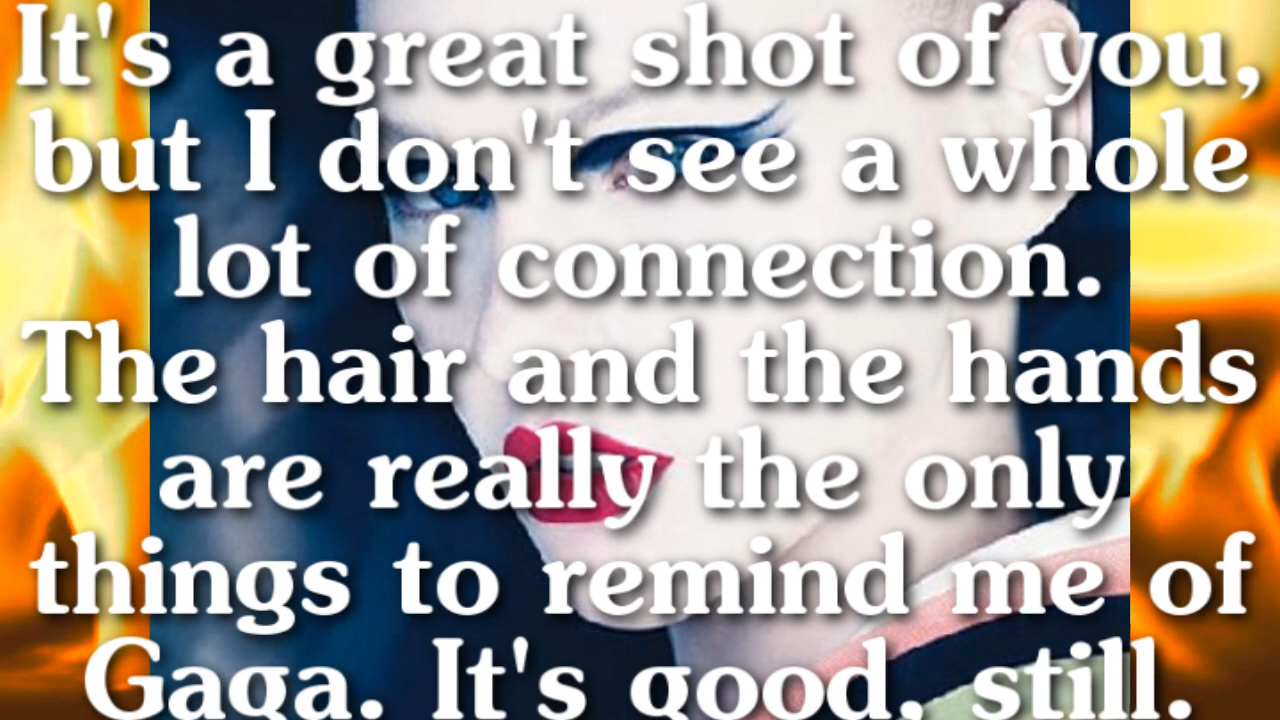 It's a great shot of you,
but I don't see a whole
lot of connection.
The hair and the hands
are really the only
things to remind me of
Gaga. It's good, still.